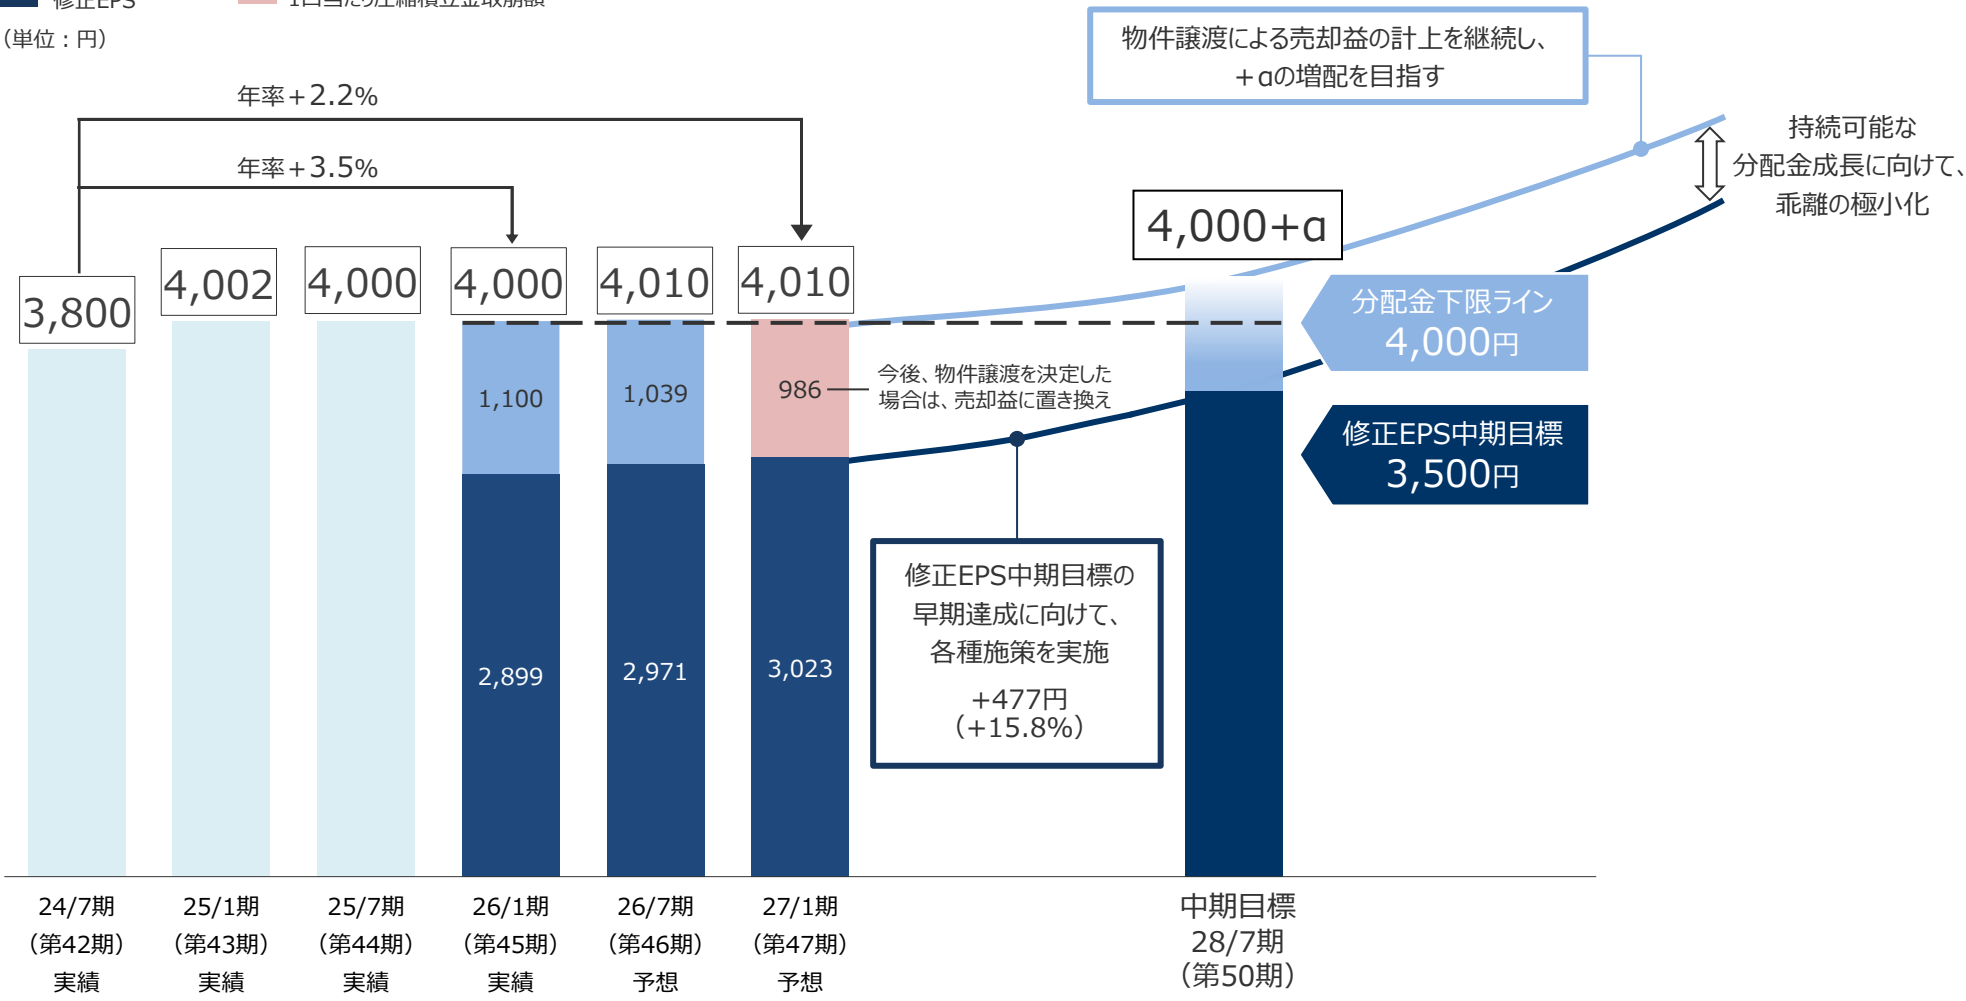 修正EPS
1口当たり圧縮積立金取崩額
（単位：円）
年率＋2.2%
年率＋3.5%
3,800
4,002
4,000
4,000
4,010
4,010
4,000+α
物件譲渡による売却益の計上を継続し、
＋αの増配を目指す
持続可能な
分配金成長に向けて、
乖離の極小化
分配金下限ライン
4,000円
修正EPS中期目標
3,500円
1,100
1,039
986
今後、物件譲渡を決定した
場合は、売却益に置き換え
2,899
2,971
3,023
修正EPS中期目標の
早期達成に向けて、
各種施策を実施
+477円
（+15.8%）
24/7期
（第42期）
実績
25/1期
（第43期）
実績
25/7期
（第44期）
実績
26/1期
（第45期）
実績
26/7期
（第46期）
予想
27/1期
（第47期）
予想
中期目標
28/7期
（第50期）